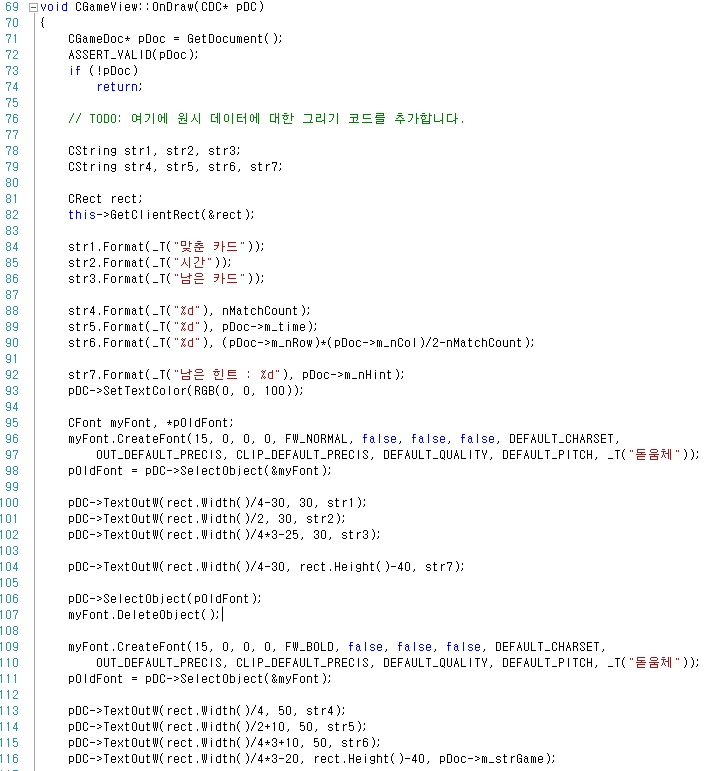 69 void CGameView::OnDraw(CDC* pDC)
70 {
71 CGameDoc* pDoc = GetDocument();
72 ASSERT_VALID(pDoc);
73 if (!pDoc)
74 return;
75
76 // TODO: 여기에 원시 데이터에 대한 그리기 코드를 추가합니다.
77
78 CString str1, str2, str3;
79 CString str4, str5, str6, str7;
80
81 CRect rect;
82 this->GetClientRect(&rect);
83
84 str1.Format(_T("맞춘 카드"));
85 str2.Format(_T("시간"));
86 str3.Format(_T("남은 카드"));
87
88 str4.Format(_T("%d"), nMatchCount);
89 str5.Format(_T("%d"), pDoc->m_time);
90 str6.Format(_T("%d"), (pDoc->m_nRow)*(pDoc->m_nCol)/2-nMatchCount);
91
92 str7.Format(_T("남은 힌트 : %d"), pDoc->m_nHint);
93 pDC->SetTextColor(RGB(0, 0, 100));
94
95 CFont myFont, *pOldFont;
96 myFont.CreateFont(15, 0, 0, 0, FW_NORMAL, false, false, false, DEFAULT_CHARSET,
97 OUT_DEFAULT_PRECIS, CLIP_DEFAULT_PRECIS, DEFAULT_QUALITY, DEFAULT_PITCH, _T("돋움체"));
98 pOldFont = pDC->SelectObject(&myFont);
99
100 pDC->TextOutW(rect.Width()/4-30, 30, str1);
101 pDC->TextOutW(rect.Width()/2, 30, str2);
102 pDC->TextOutW(rect.Width()/4*3-25, 30, str3);
103
104 pDC->TextOutW(rect.Width()/4-30, rect.Height()-40, str7);
105
106 pDC->SelectObject(pOldFont);
107 myFont.DeleteObject();
108
109 myFont.CreateFont(15, 0, 0, 0, FW_BOLD, false, false, false, DEFAULT_CHARSET,
110 OUT_DEFAULT_PRECIS, CLIP_DEFAULT_PRECIS, DEFAULT_QUALITY, DEFAULT_PITCH, _T("돋움체"));
111 pOldFont = pDC->SelectObject(&myFont);
112
113 pDC->TextOutW(rect.Width()/4, 50, str4);
114 pDC->TextOutW(rect.Width()/2+10, 50, str5);
115 pDC->TextOutW(rect.Width()/4*3+10, 50, str6);
116 pDC->TextOutW(rect.Width()/4*3-20, rect.Height()-40, pDoc->m_strGame);